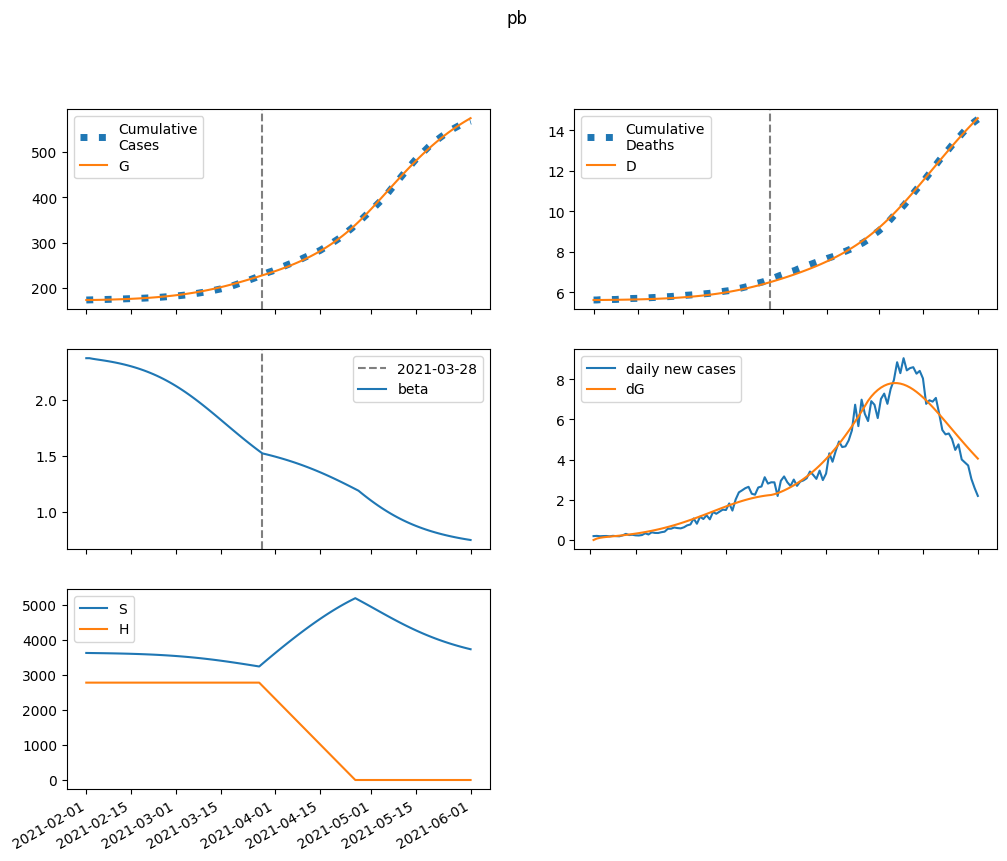 pb
500
400
300
200
Cumulative
Cases
G
14
12
10
8
6
Cumulative
Deaths
D
2.0
1.5
1.0
2021-03-28
beta
8
6
4
2
0
daily new cases
dG
5000
4000
3000
2000
1000
0
S
H
2021-02-01
2021-02-15
2021-03-01
2021-03-15
2021-04-01
2021-04-15
2021-05-01
2021-05-15
2021-06-01